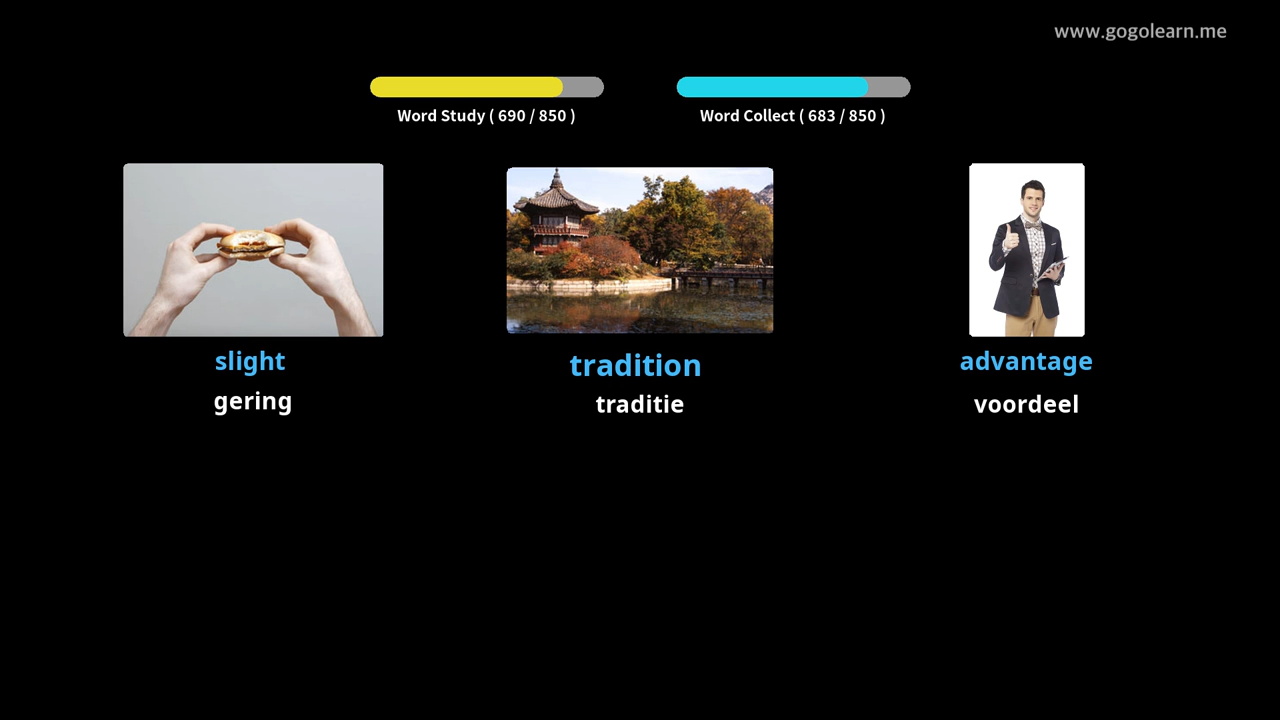 www.gogolearn.me
Word Study ( 690 / 850 )
Word Collect ( 683 / 850 )
slight
tradition
advantage
gering
traditie
voordeel